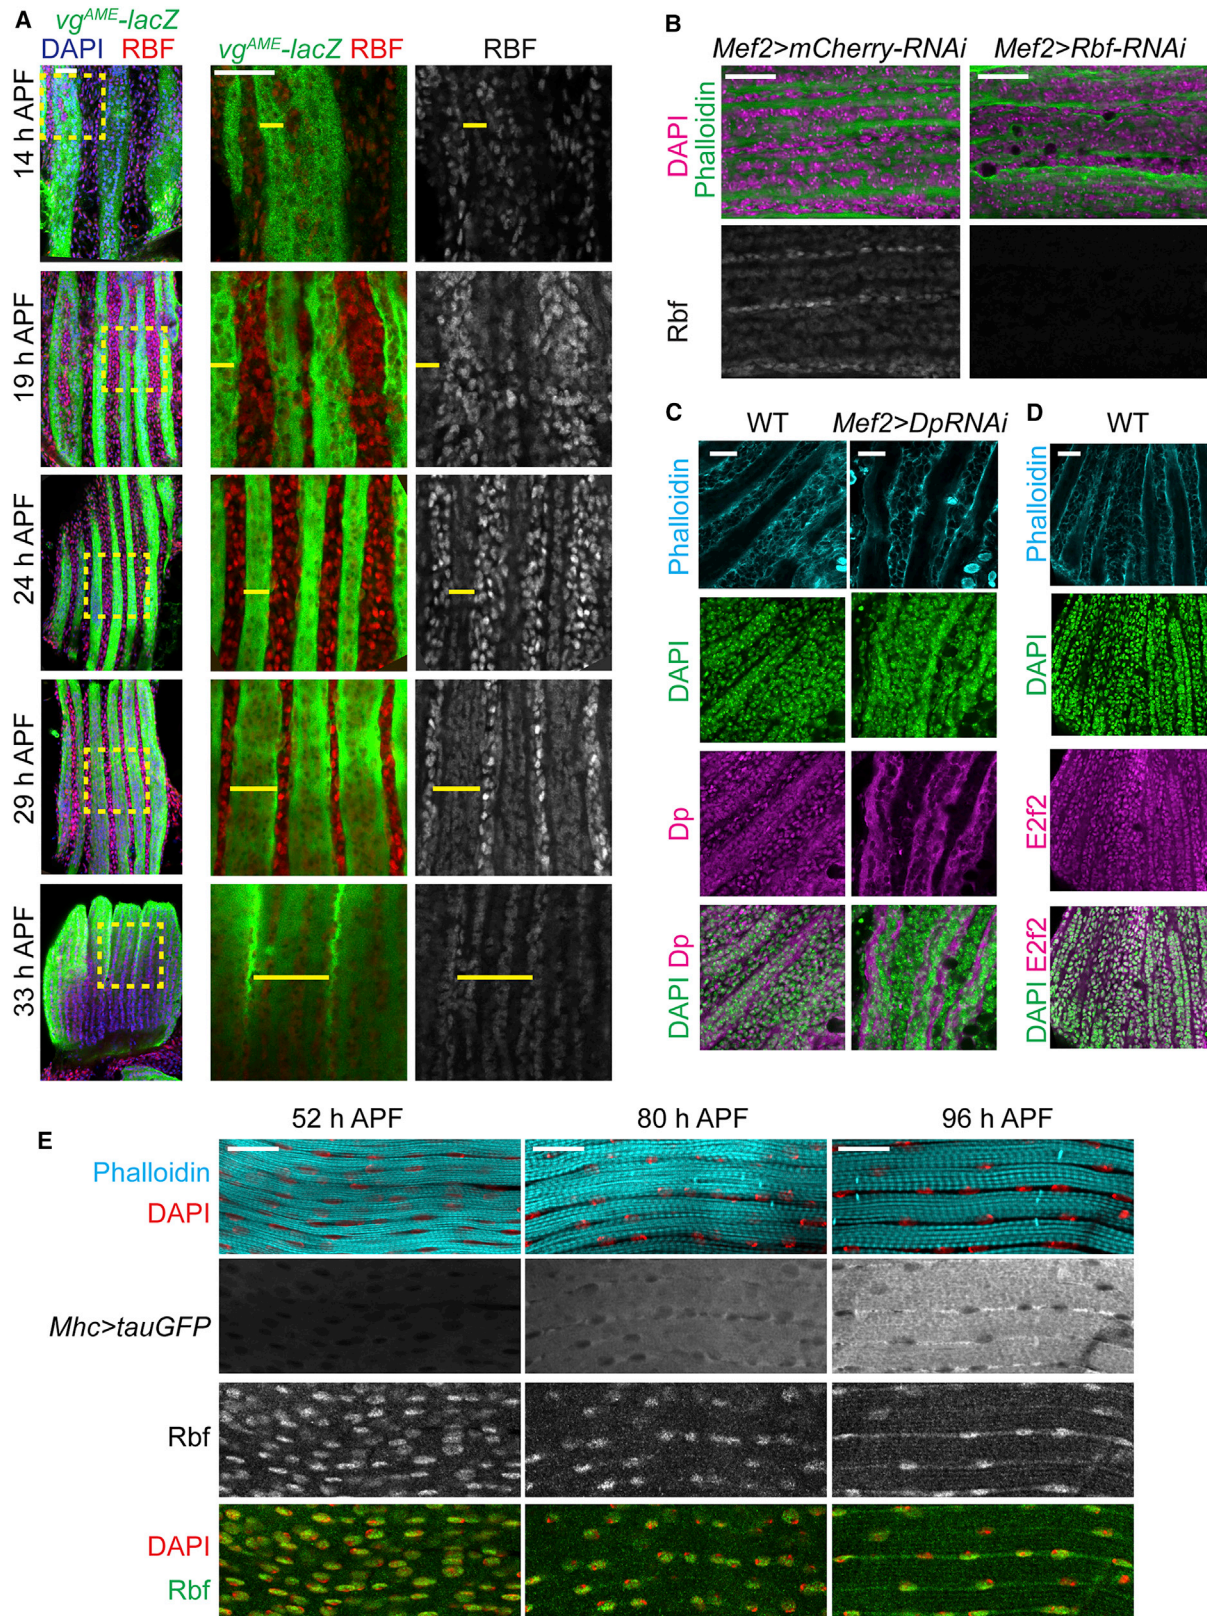 A
vgAME-lacZ
DAPI RBF
vgAME-lacZ RBF
RBF
14 h APF
19 h APF
24 h APF
29 h APF
33 h APF
B
Mef2>mCherry-RNAi
Mef2>Rbf-RNAi
DAPI
Phalloidin
Rbf
C
WT
Mef2>DpRNAi
Phalloidin
DAPI
Dp
DAPI Dp
D
WT
Phalloidin
DAPI
E2f2
DAPI E2f2
E
52 h APF
80 h APF
96 h APF
Phalloidin
DAPI
Mhc>tauGFP
Rbf
DAPI
Rbf